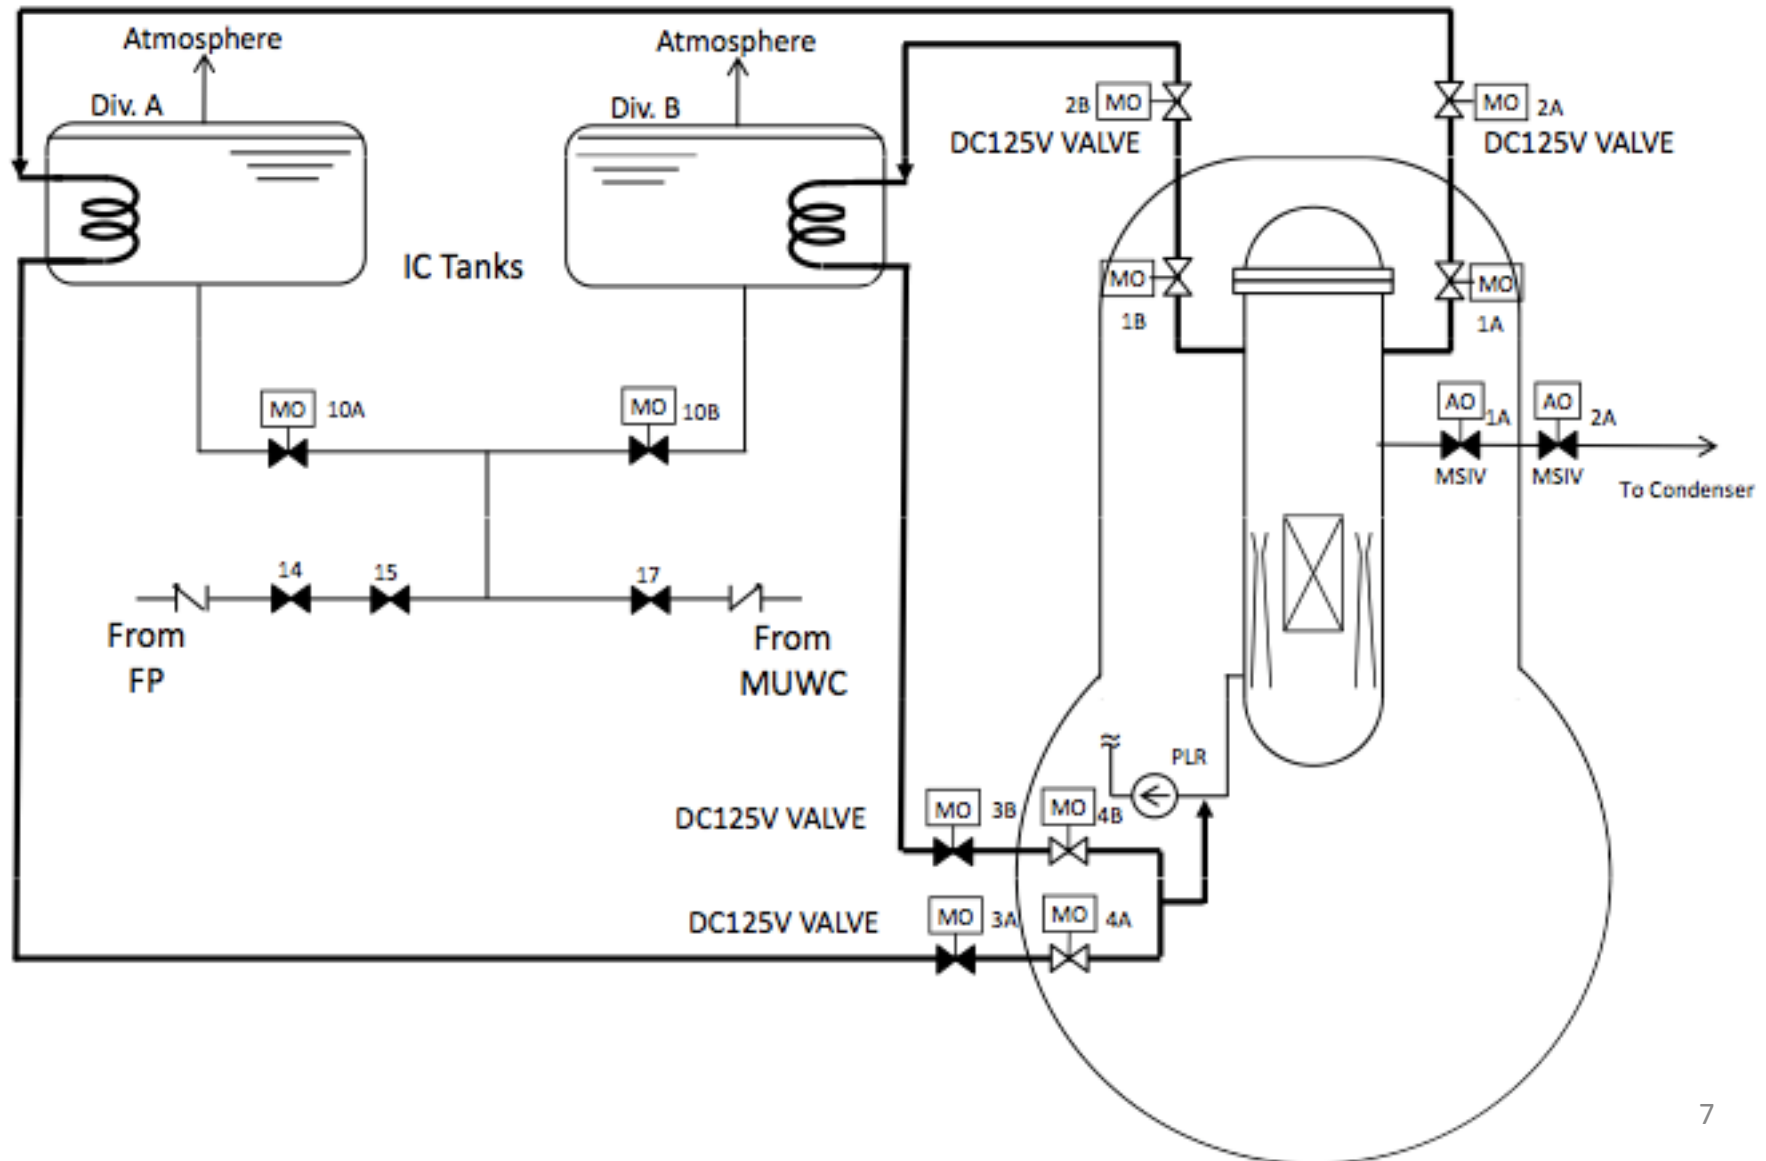 Atmosphere
Atmosphere
Div. A
Div. B
2B
MO
MO
2A
DC125V VALVE
DC125V VALVE
IC Tanks
MO
MO
1B
1A
MO
10A
MO
10B
AO
1A
AO
2A
MSIV
MSIV
To Condenser
14
15
17
From
FP
From
MUWC
PLR
DC125V VALVE
MO
3B
MO
4B
DC125V VALVE
MO
3A
MO
4A
7